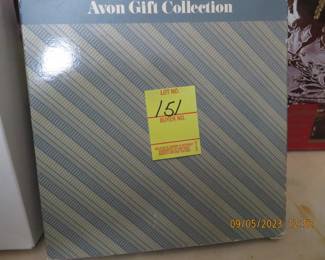 Avon Gift Collection
LOT NO.
151
BUYER NO.
09/05/2023